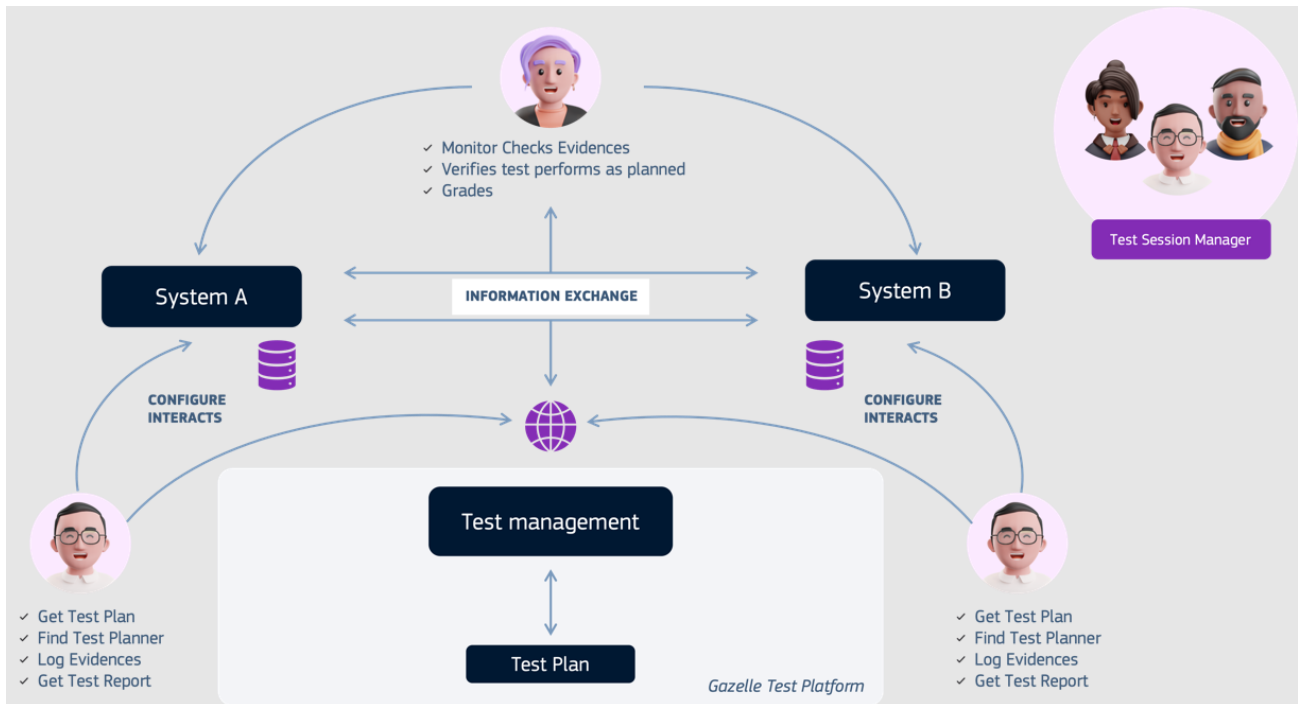 Monitor Checks Evidences
Verifies test performs as planned
Grades
Test Session Manager
System A
INFORMATION EXCHANGE
System B
CONFIGURE
INTERACTS
CONFIGURE
INTERACTS
Test management
Get Test Plan
Find Test Planner
Log Evidences
Get Test Report
Test Plan
Gazelle Test Platform
Get Test Plan
Find Test Planner
Log Evidences
Get Test Report